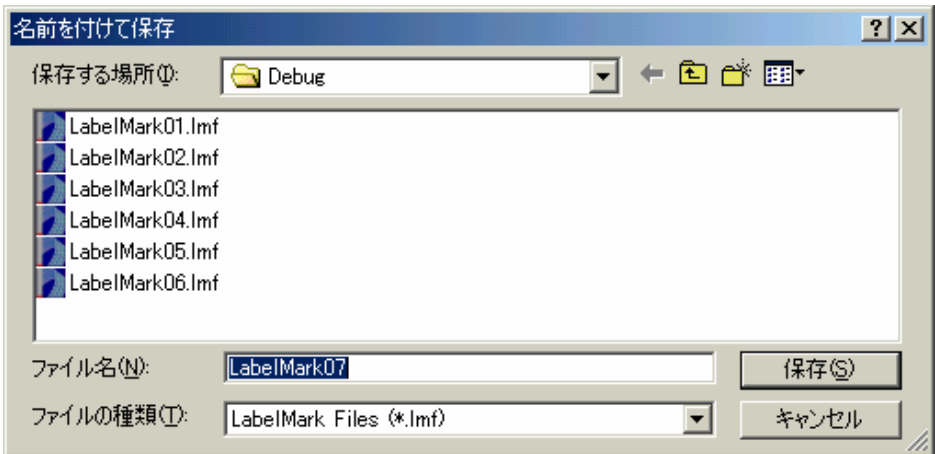 名前を付けて保存
保存する場所(I): Debug
LabelMark01.lmf
LabelMark02.lmf
LabelMark03.lmf
LabelMark04.lmf
LabelMark05.lmf
LabelMark06.lmf
ファイル名(N): LabelMark07 保存(S)
ファイルの種類(T): LabelMark Files (*.lmf) キャンセル